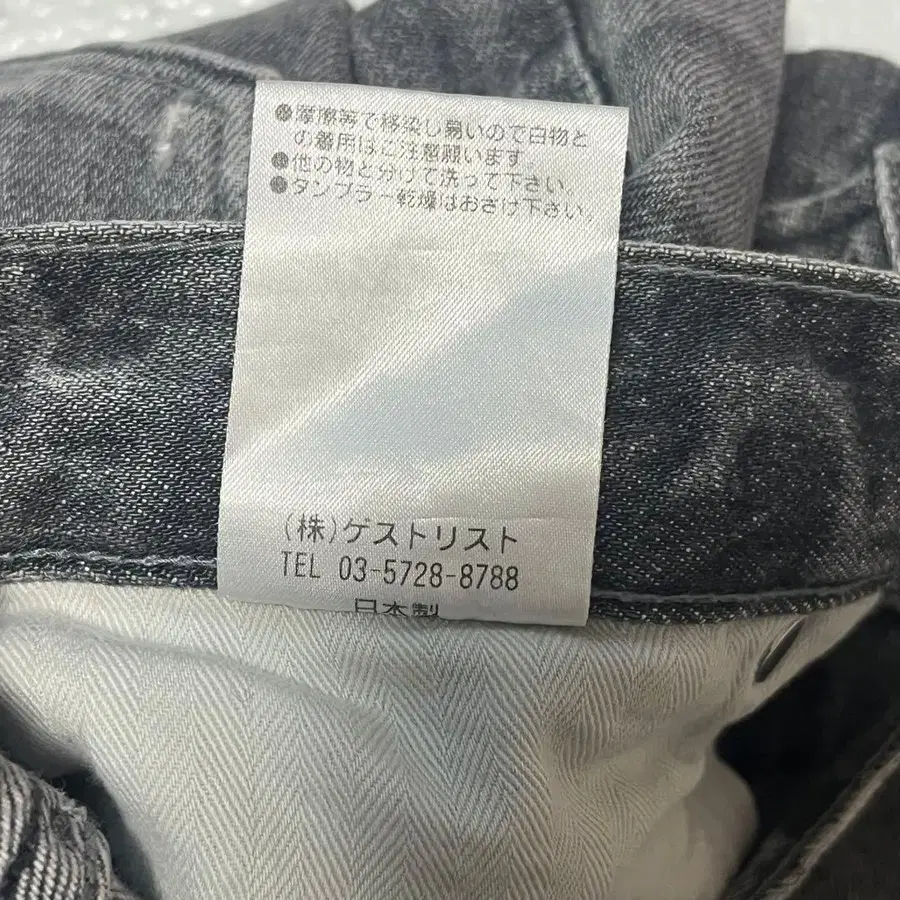 ●摩擦等で移染し易いので白物と
の着用はご注意願います。
●他の物と分けて洗って下さい。
●タンブラー乾燥はおさけ下さい。
(株)ゲストリスト
TEL 03-5728-8788
日本製